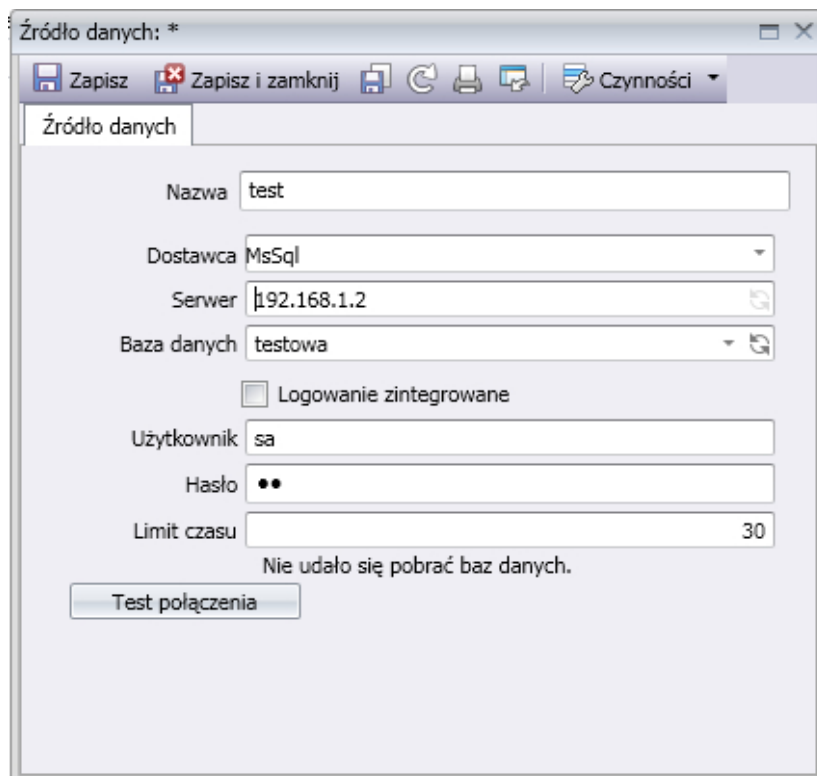 Źródło danych: *
Zapisz Zapisz i zamknij Czynności
Źródło danych
Nazwa test
Dostawca MsSql
Serwer 192.168.1.2
Baza danych testowa
Logowanie zintegrowane
Użytkownik sa
Hasło ••
Limit czasu 30
Nie udało się pobrać baz danych.
Test połączenia